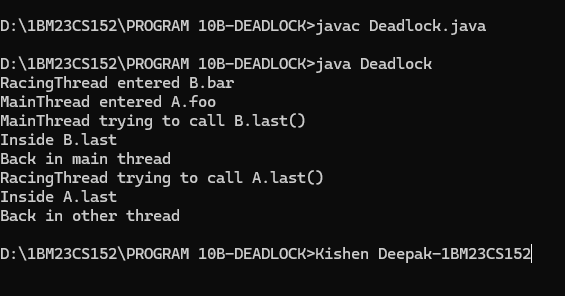 D:\1BM23CS152\PROGRAM 10B-DEADLOCK>javac Deadlock.java
D:\1BM23CS152\PROGRAM 10B-DEADLOCK>java Deadlock
RacingThread entered B.bar
MainThread entered A.foo
MainThread trying to call B.last()
Inside B.last
Back in main thread
RacingThread trying to call A.last()
Inside A.last
Back in other thread
D:\1BM23CS152\PROGRAM 10B-DEADLOCK>Kishen Deepak-1BM23CS152